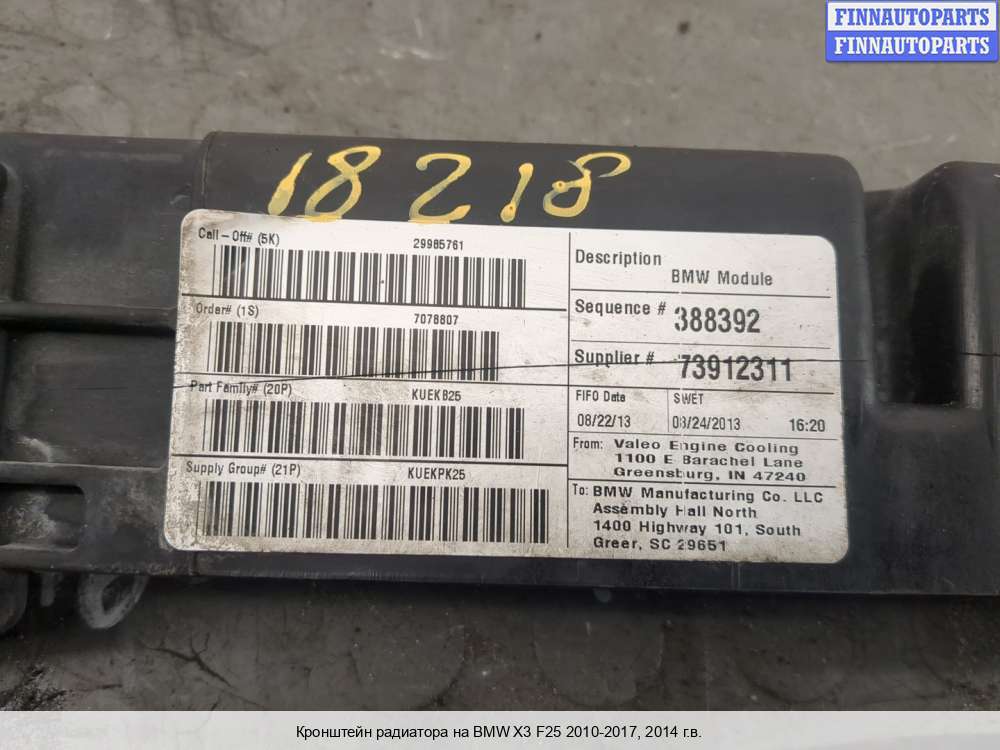 FINNAUTOPARTS
FINNAUTOPARTS
18218
Call-Off# (5K)
29985761
Order# (1S)
7078807
Part Family# (20P)
KUEKB25
Supply Group# (21P)
KUEKPK25
Description
BMW Module
Sequence # 388392
Supplier # 73912311
FIFO Date
08/22/13
SWET
08/24/2013 16:20
From: Valeo Engine Cooling
1100 E Barachel Lane
Greensburg, IN 47240
To: BMW Manufacturing Co. LLC
Assembly Hall North
1400 Highway 101, South
Greer, SC 29651
Кронштейн радиатора на BMW X3 F25 2010-2017, 2014 г.в.